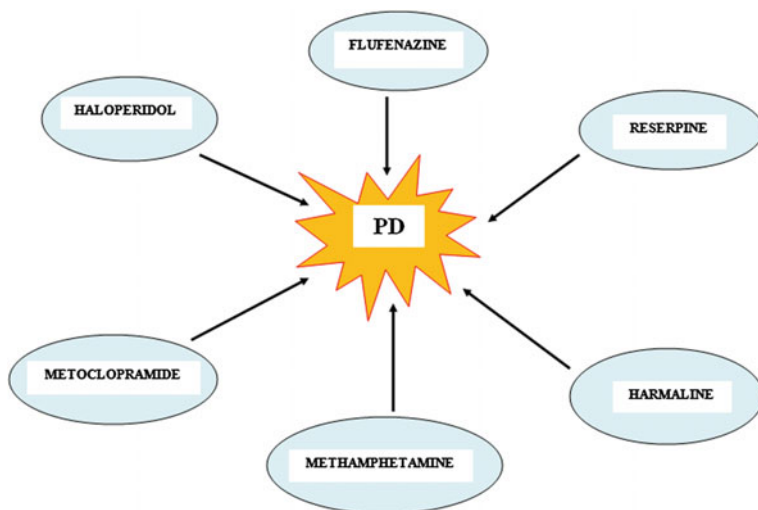 FLUFENAZINE
HALOPERIDOL
RESERPINE
PD
METOCLOPRAMIDE
HARMALINE
METHAMPHETAMINE